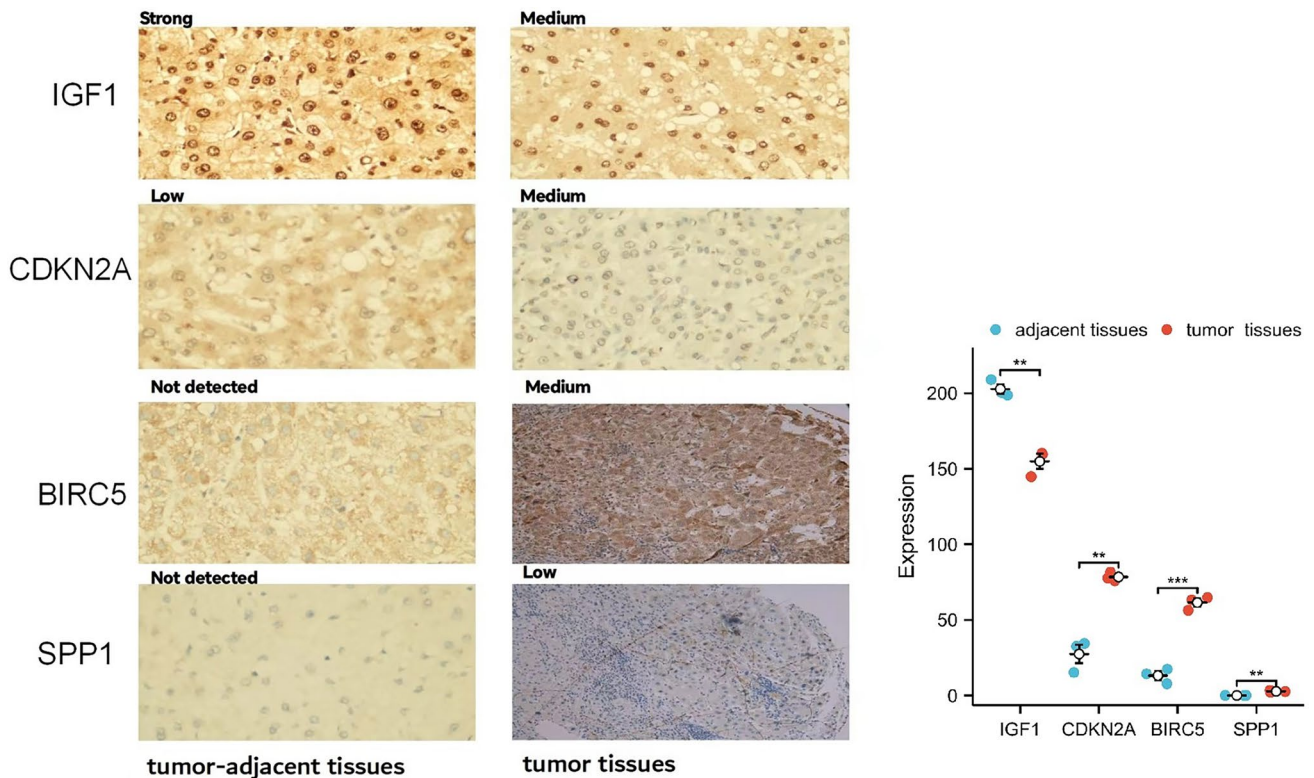 Strong Medium
IGF1
Low Medium
CDKN2A
Not detected Medium
BIRC5
Not detected Low
SPP1
tumor-adjacent tissues tumor tissues
adjacent tissues tumor tissues
Expression
200
150
100
50
0
**
**
***
**
IGF1 CDKN2A BIRC5 SPP1